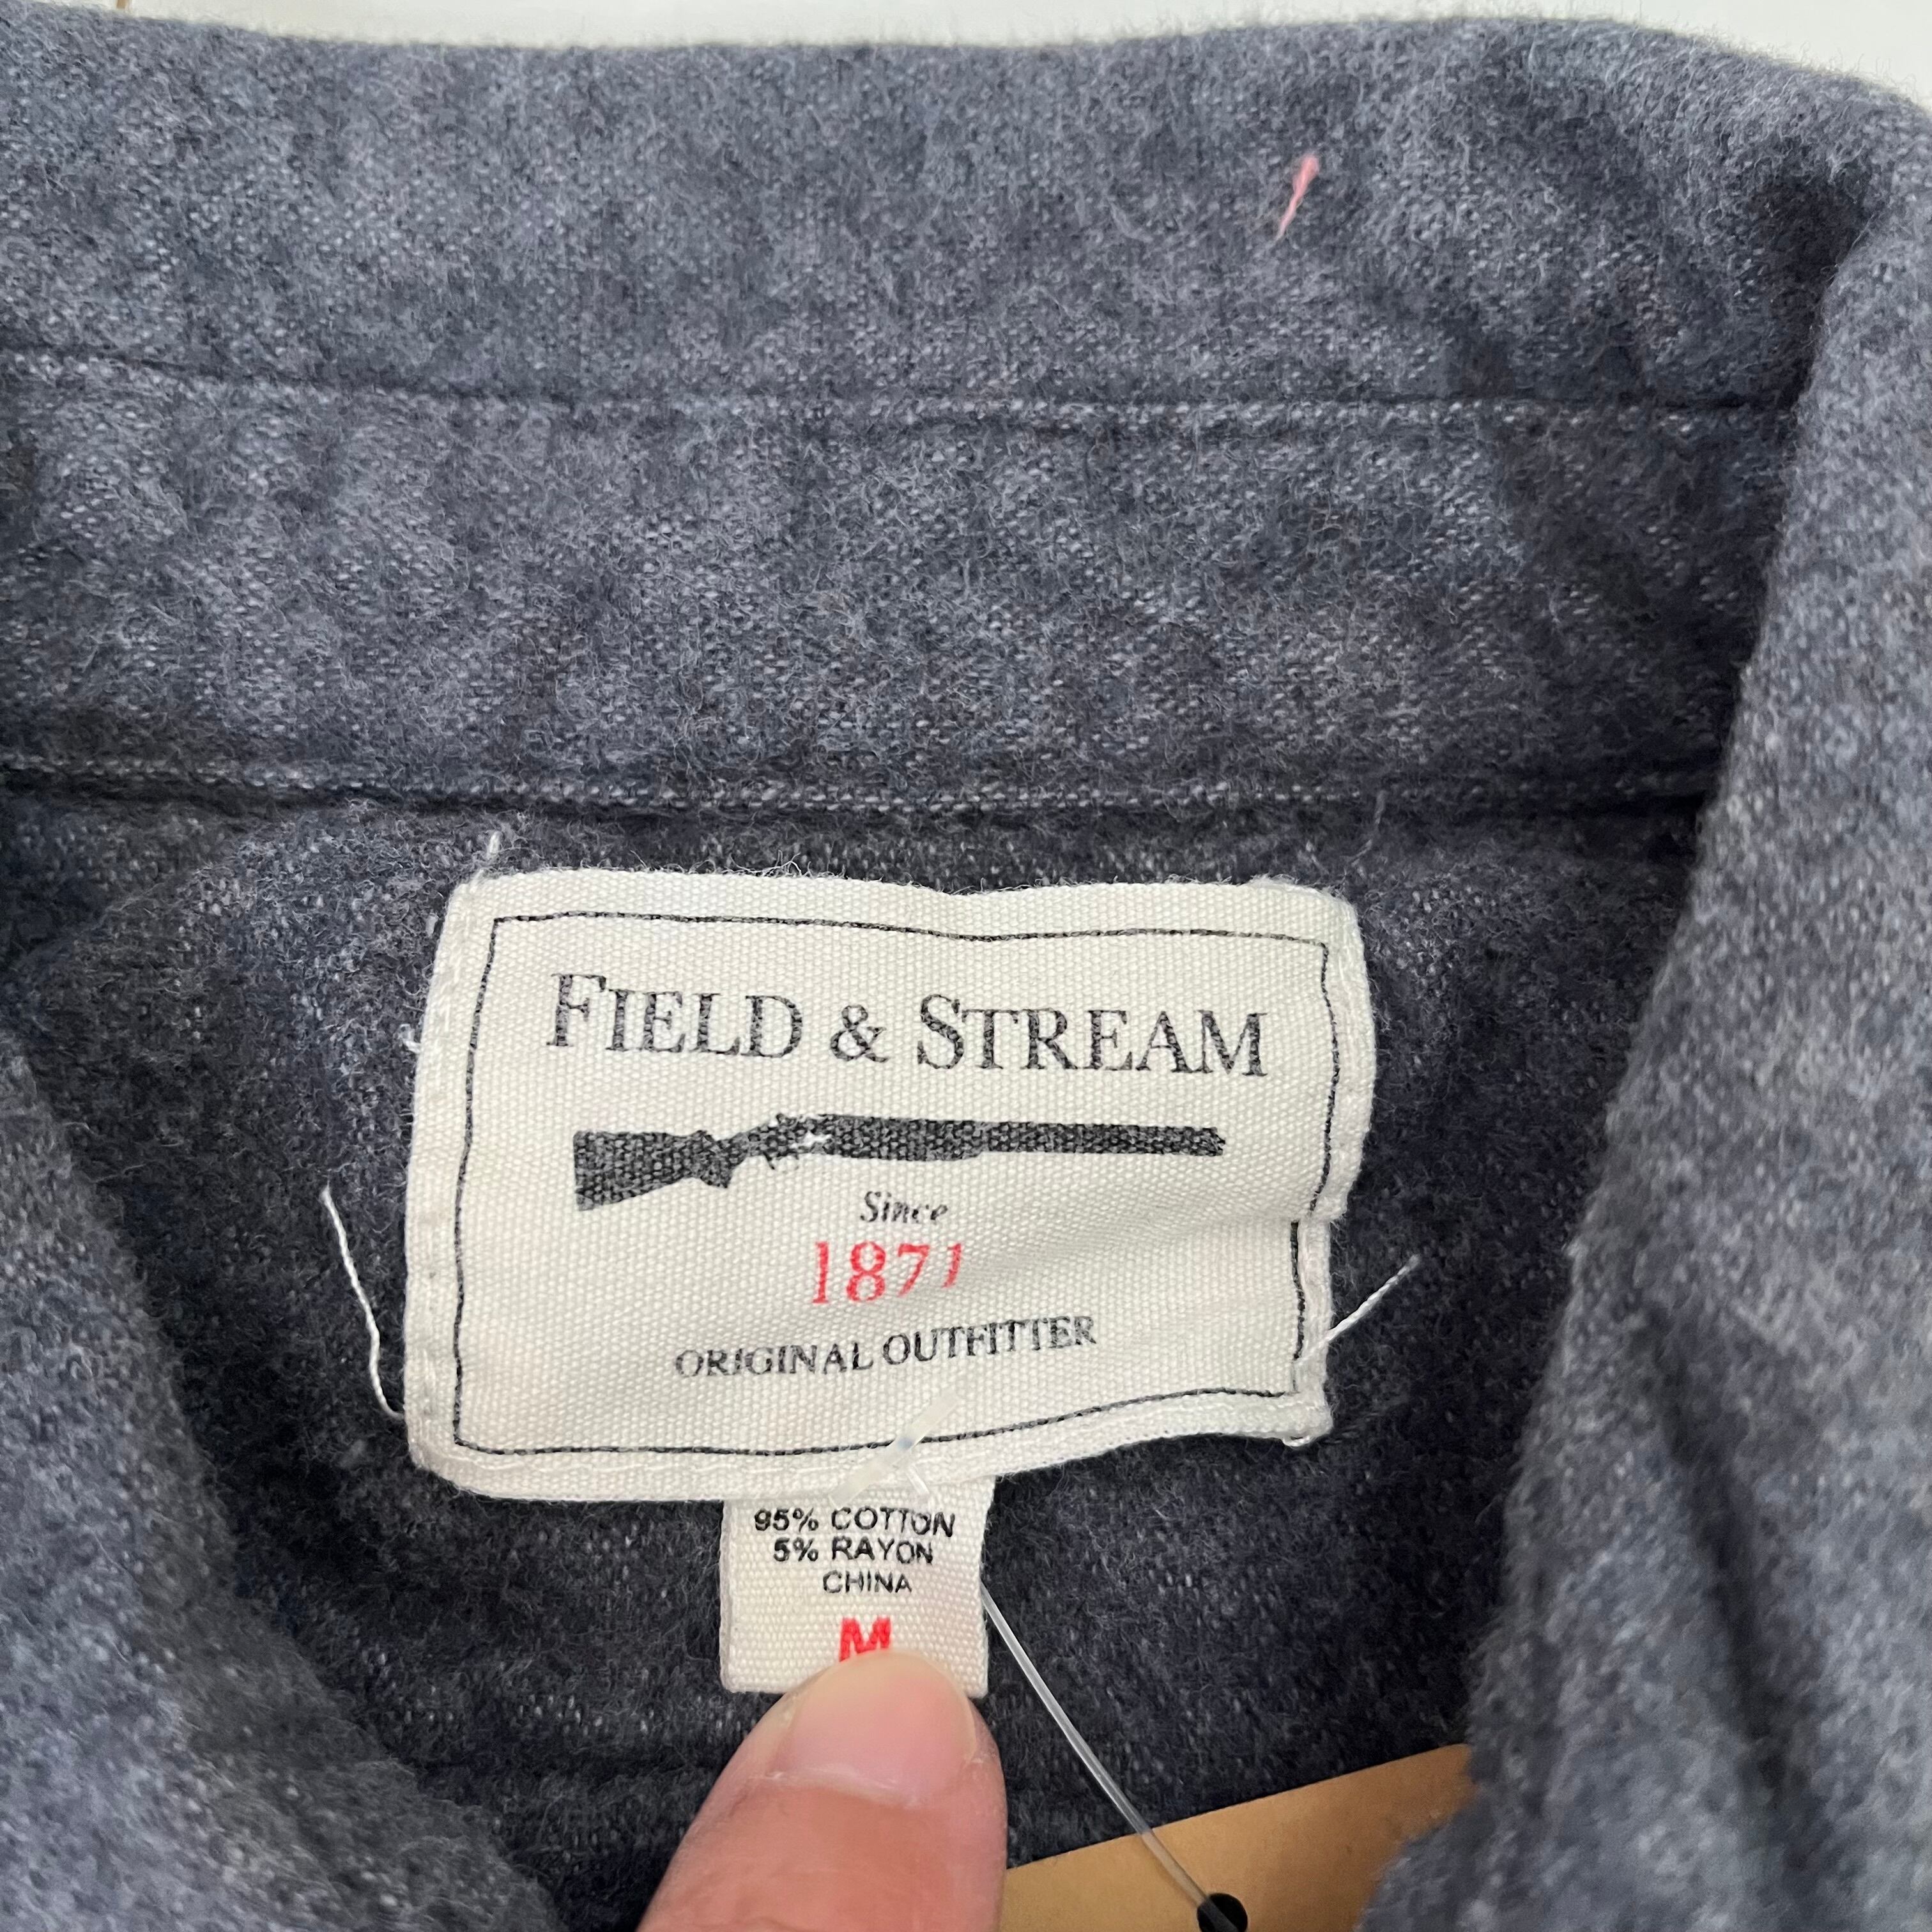 FIELD & STREAM
Since
1871
ORIGINAL OUTFITTER
95% COTTON
5% RAYON
CHINA
M